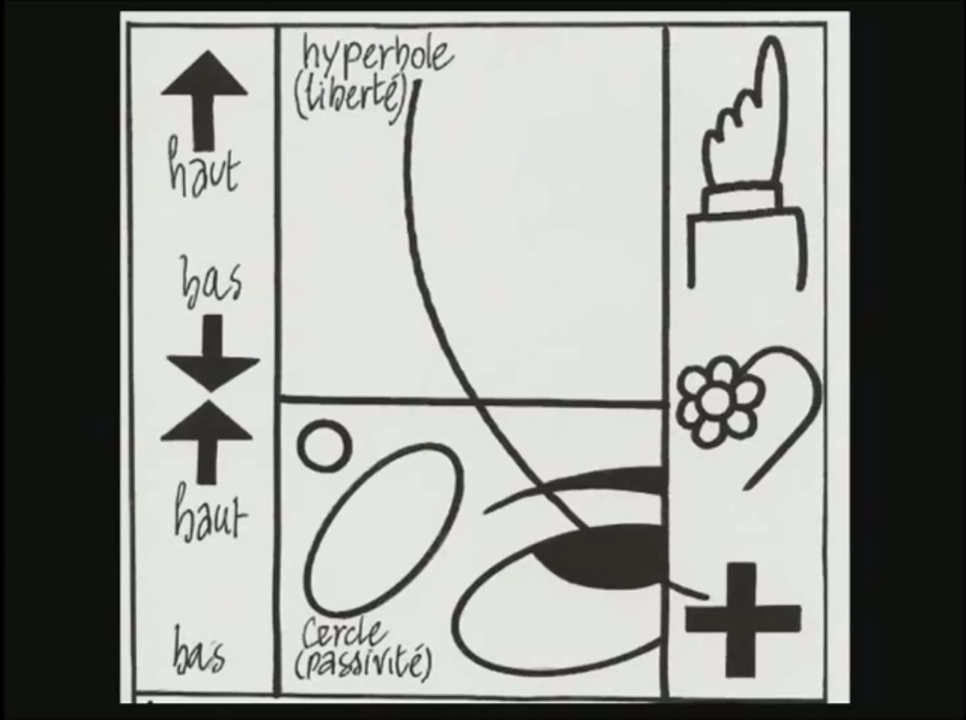 hyperbole
(liberté)
haut
bas
haut
bas
Cercle
(passivité)